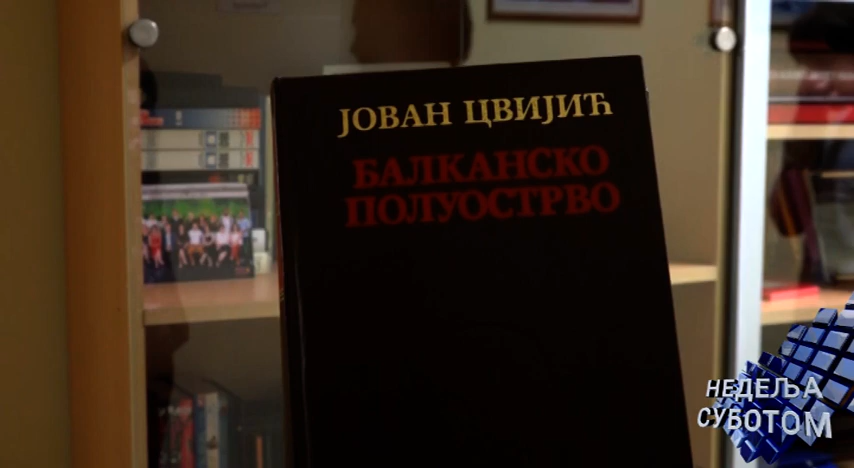 ЈОВАН ЦВИЈИЋ
БАЛКАНСКО
ПОЛУОСТРВО
НЕДЕЉА
СУБОТОМ